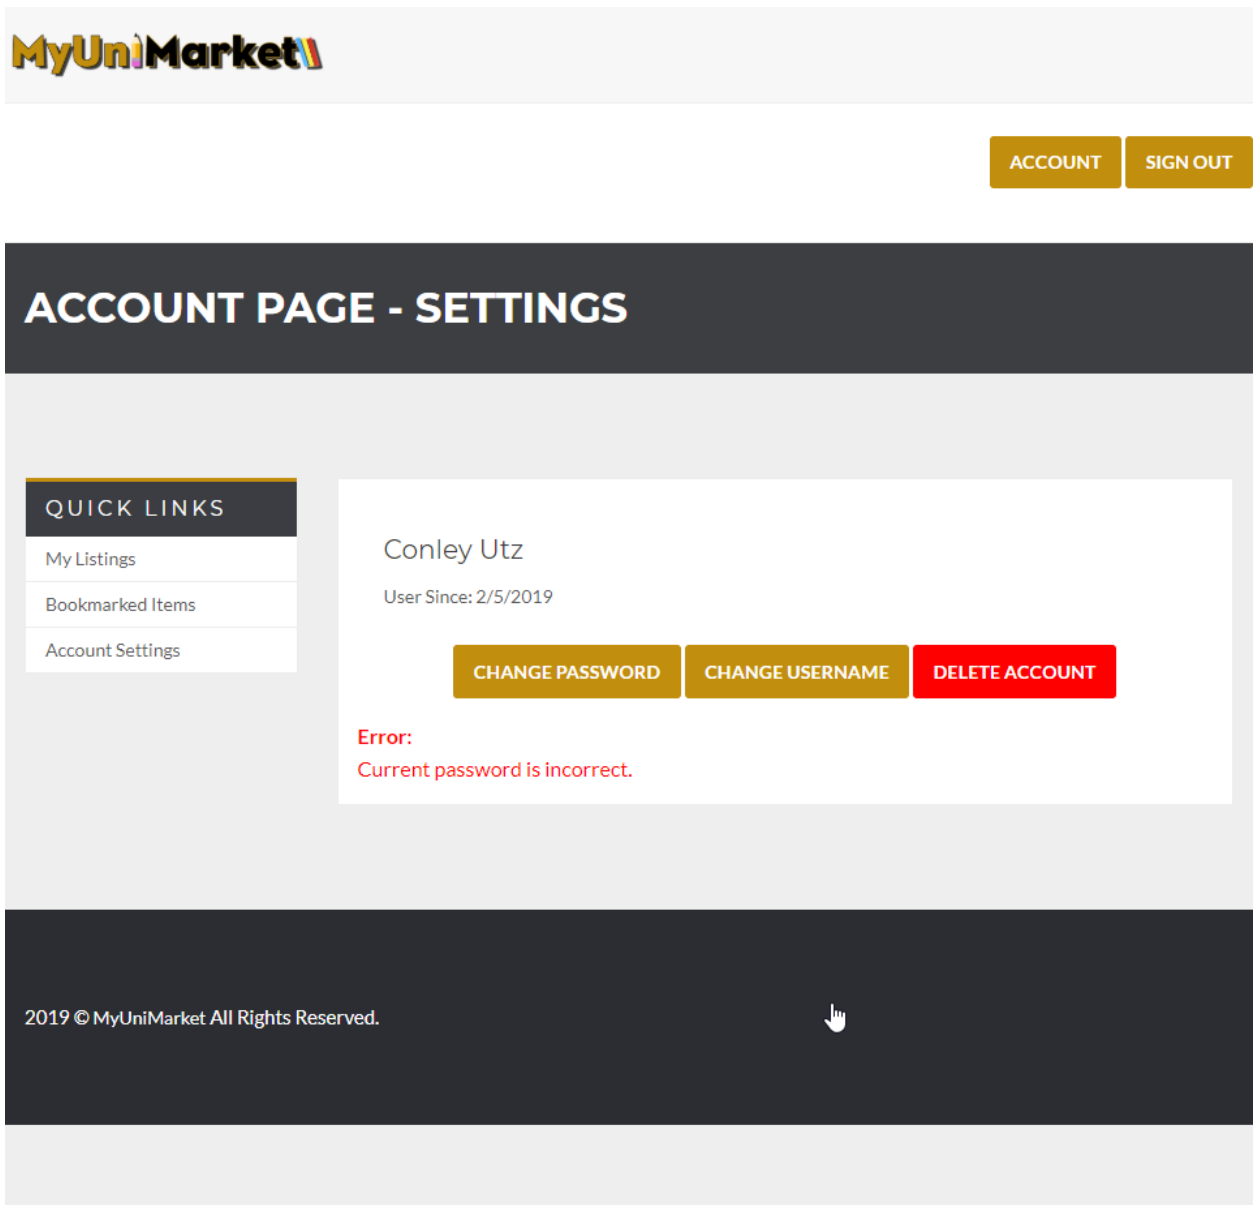 MyUniMarket
ACCOUNT SIGN OUT
ACCOUNT PAGE - SETTINGS
QUICK LINKS
My Listings
Bookmarked Items
Account Settings
Conley Utz
User Since: 2/5/2019
CHANGE PASSWORD CHANGE USERNAME DELETE ACCOUNT
Error:
Current password is incorrect.
2019 © MyUniMarket All Rights Reserved.